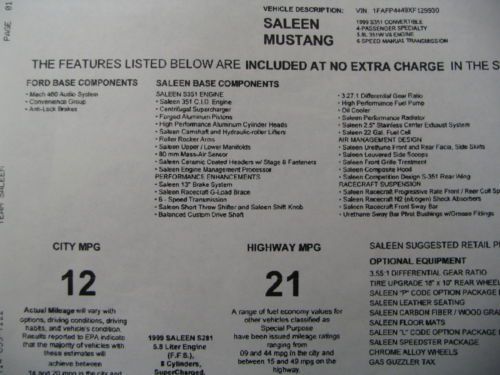 VEHICLE DESCRIPTION: VIN: 1FAFP4449XF129930
SALEEN
MUSTANG
1999 S351 CONVERTIBLE
4-PASSENGER SPECIALTY
5.8L 351W V8 ENGINE
6 SPEED MANUAL TRANSMISSION
PAGE 01
THE FEATURES LISTED BELOW ARE INCLUDED AT NO EXTRA CHARGE IN THE S
FORD BASE COMPONENTS
• Mach 460 Audio System
• Convenience Group
• Anti-Lock Brakes
SALEEN BASE COMPONENTS
SALEEN S351 ENGINE
• Saleen 351 C.I.D. Engine
• Centrifugal Supercharger
• Forged Aluminum Pistons
• High Performance Aluminum Cylinder Heads
• Saleen Camshaft and Hydraulic-roller Lifters
• Roller Rocker Arms
• Saleen Upper / Lower Manifolds
• 80 mm Mass-Air Sensor
• Saleen Ceramic Coated Headers w/ Stage 8 Fasteners
• Saleen Engine Management Processor
PERFORMANCE ENHANCEMENTS
• Saleen 13" Brake System
• Saleen Racecraft G-Load Brace
• 6 - Speed Transmission
• Saleen Short Throw Shifter and Saleen Shift Knob
• Balanced Custom Drive Shaft
• 3.27:1 Differential Gear Ratio
• High Performance Fuel Pump
• Oil Cooler
• Saleen Performance Radiator
• Saleen 2.5" Stainless Center Exhaust System
• Saleen 22 Gal. Fuel Cell
AIR MANAGEMENT DESIGN
• Saleen Urethane Front and Rear Facia, Side Skirts
• Saleen Louvered Side Scoops
• Saleen Front Grille Treatment
• Saleen Composite Hood
• Saleen Competition Design S-351 Rear Wing
RACECRAFT SUSPENSION
• Saleen Racecraft Progressive Rate Front / Rear Coil Sp
• Saleen Racecraft N2 (nitrogen) Shock Absorbers
• Saleen Racecraft Front Sway Bar
• Urethane Sway Bar Pivot Bushings w/Grease Fittings
TEAM SALEEN
CITY MPG
12
Actual Mileage will vary with
options, driving conditions, driving
habits, and vehicle's condition.
Results reported to EPA indicate
that the majority of vehicles with
these estimates will
achieve between
1999 SALEEN S281
5.8 Liter Engine
(F.F.S.),
8 Cylinders,
SuperCharged,
HIGHWAY MPG
21
A range of fuel economy values for
other vehicles classified as
Special Purpose
have been issued mileage ratings
ranging from
09 and 44 mpg in the city and
between 15 and 49 mpg on the
highway.
SALEEN SUGGESTED RETAIL P
OPTIONAL EQUIPMENT
3.55:1 DIFFERENTIAL GEAR RATIO
TIRE UPGRADE 18" x 10" REAR WHEEL
SALEEN "P" CODE OPTION PACKAGE
SALEEN LEATHER SEATING
SALEEN CARBON FIBER / WOOD GRA
SALEEN FLOOR MATS
SALEEN "L" CODE OPTION PACKAGE
SALEEN SPEEDSTER PACKAGE
CHROME ALLOY WHEELS
GAS GUZZLER TAX